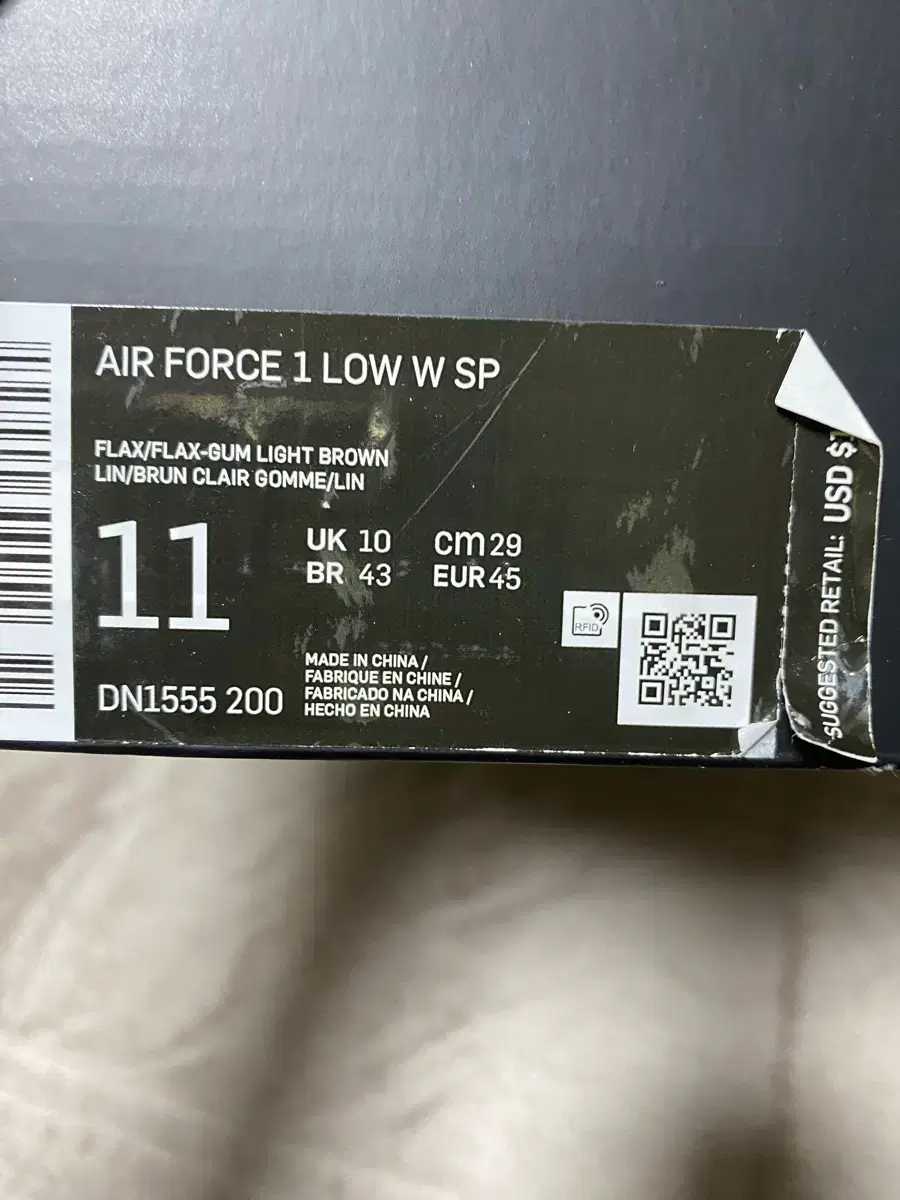 AIR FORCE 1 LOW W SP
FLAX/FLAX-GUM LIGHT BROWN
LIN/BRUN CLAIR GOMME/LIN
11
UK 10 cm 29
BR 43 EUR 45
RFID
MADE IN CHINA /
FABRIQUE EN CHINE /
FABRICADO NA CHINA /
HECHO EN CHINA
DN1555 200
SUGGESTED RETAIL: USD $